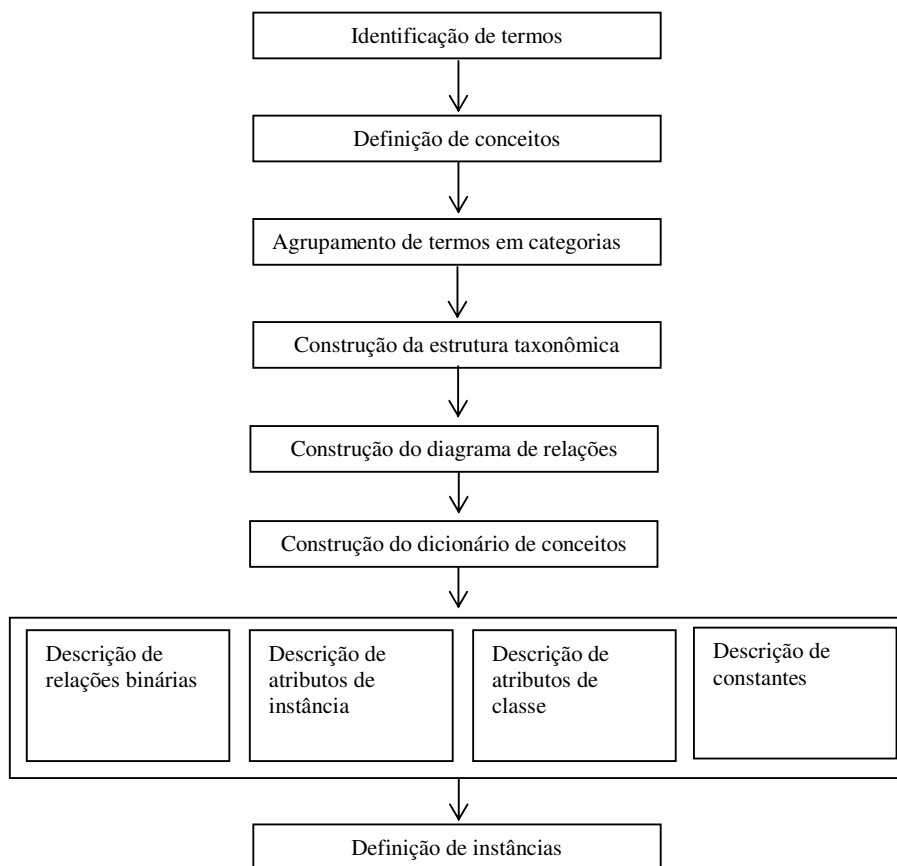 Identificação de termos
Definição de conceitos
Agrupamento de termos em categorias
Construção da estrutura taxonômica
Construção do diagrama de relações
Construção do dicionário de conceitos
Descrição de
relações binárias
Descrição de
atributos de
instância
Descrição de
atributos de
classe
Descrição de
constantes
Definição de instâncias